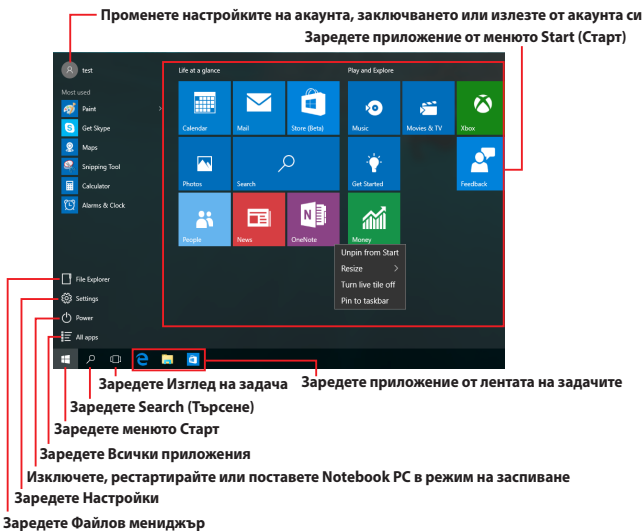 Променете настройките на акаунта, заключването или излезте от акаунта си
Заредете приложение от менюто Start (Старт)
test
Life at a glance
Play and Explore
Most used
Paint
Get Skype
Maps
Snipping Tool
Calculator
Alarms & Clock
Calendar
Mail
Store (Beta)
Music
Movies & TV
Xbox
Photos
Search
Get Started
Feedback
People
News
OneNote
Money
Unpin from Start
Resize
Turn live tile off
Pin to taskbar
File Explorer
Settings
Power
All apps
Заредете Изглед на задача
Заредете приложение от лентата на задачите
Заредете Search (Търсене)
Заредете менюто Старт
Заредете Всички приложения
Изключете, рестартирайте или поставете Notebook PC в режим на заспиване
Заредете Настройки
Заредете Файлов мениджър